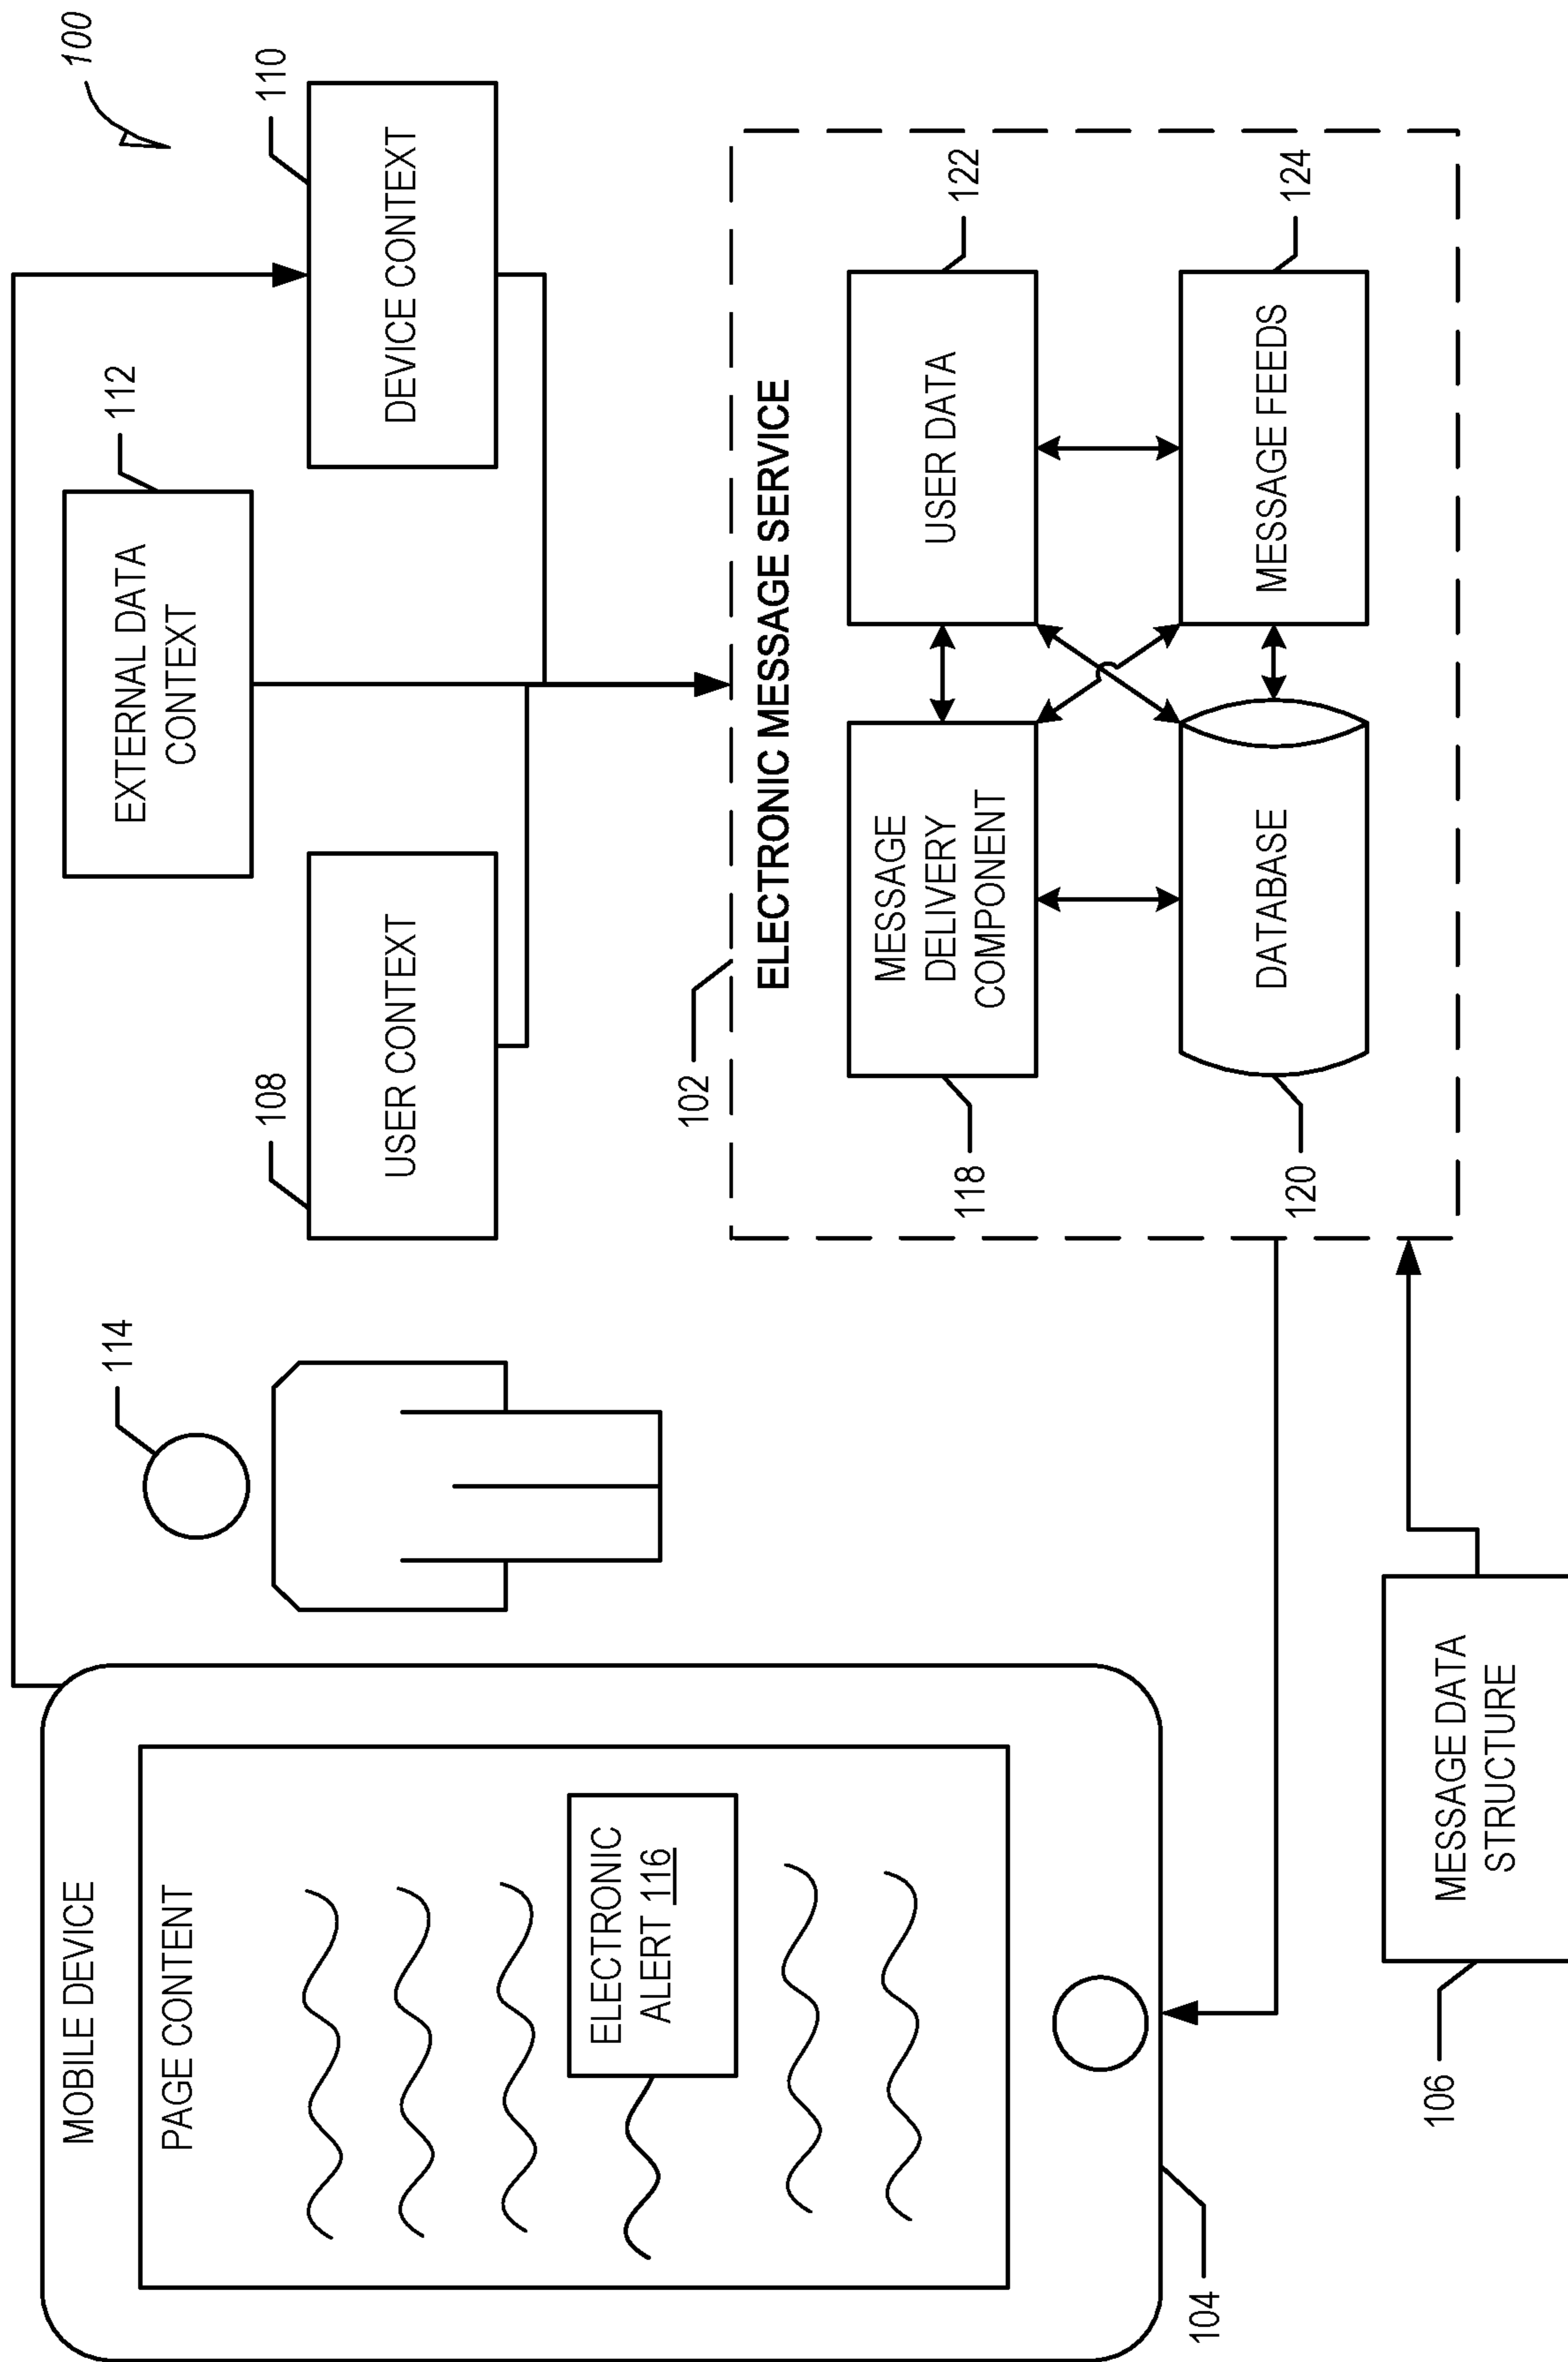 100
MOBILE DEVICE
PAGE CONTENT
ELECTRONIC
ALERT 116
104
114
108
USER CONTEXT
112
EXTERNAL DATA
CONTEXT
110
DEVICE CONTEXT
102
ELECTRONIC MESSAGE SERVICE
MESSAGE
DELIVERY
COMPONENT
118
USER DATA
122
DATABASE
120
MESSAGE FEEDS
124
MESSAGE DATA
STRUCTURE
106